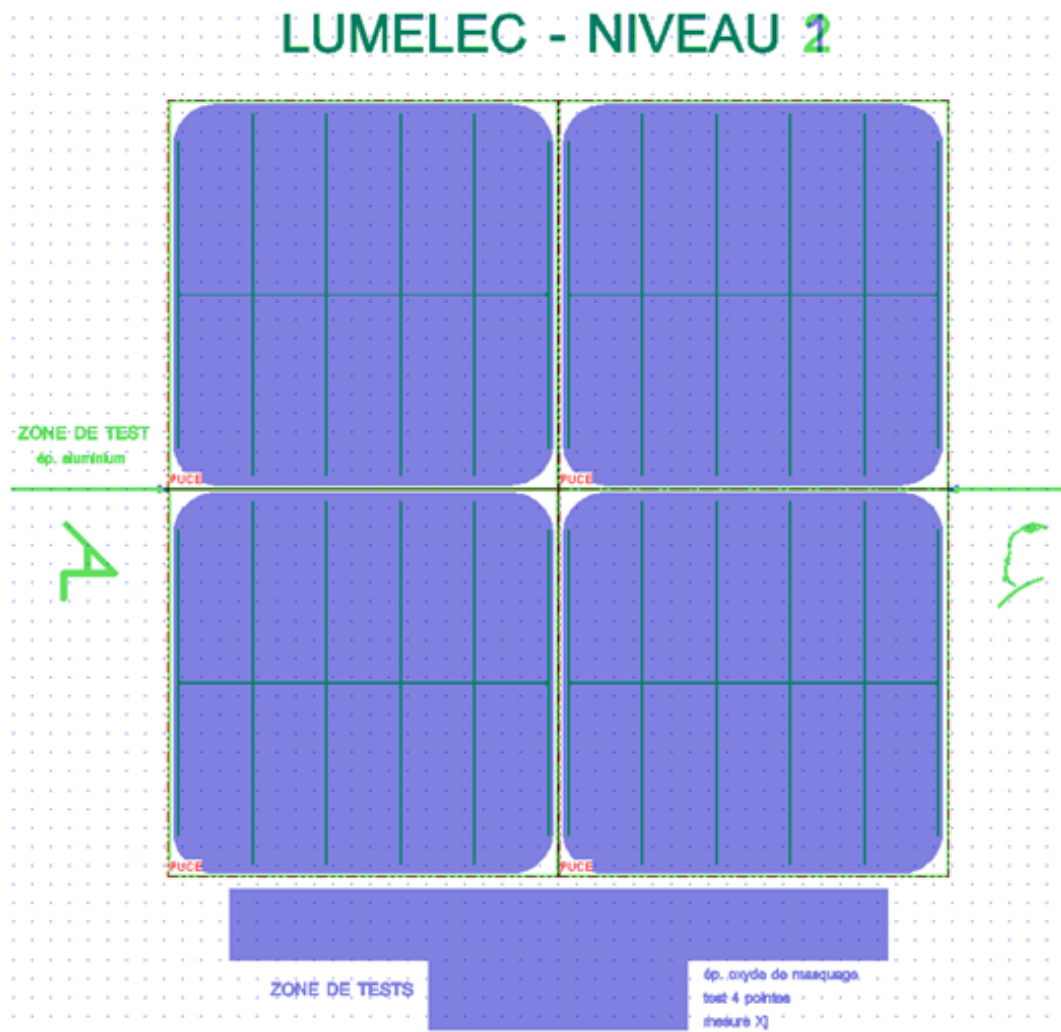 LUMELEC - NIVEAU
ZONE DE TEST
ép. aluminium
PUCE
PUCE
A
PUCE
PUCE
ZONE DE TESTS
ép. oxyde de masquage
test 4 pointes
mesure Xj